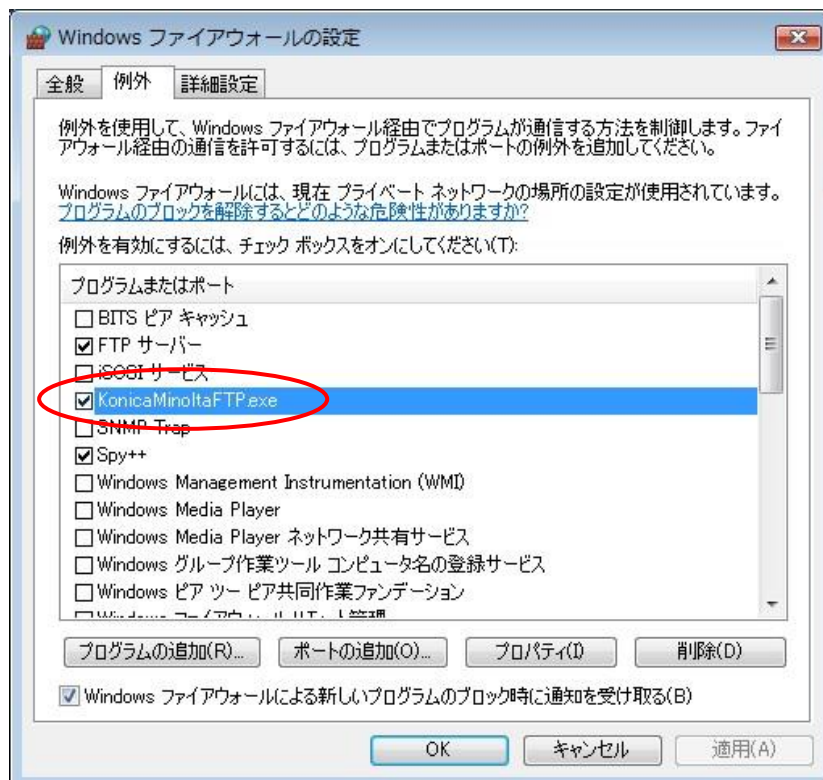 Windows ファイアウォールの設定
全般
例外
詳細設定
例外を使用して、Windows ファイアウォール経由でプログラムが通信する方法を制御します。ファイ
アウォール経由の通信を許可するには、プログラムまたはポートの例外を追加してください。
Windows ファイアウォールには、現在 プライベート ネットワークの場所の設定が使用されています。
プログラムのブロックを解除するとどのような危険性がありますか?
例外を有効にするには、チェック ボックスをオンにしてください(T):
プログラムまたはポート
BITS ピア キャッシュ
FTP サーバー
iSCSI サービス
KonicaMinoltaFTP.exe
SNMP Trap
Spy++
Windows Management Instrumentation (WMI)
Windows Media Player
Windows Media Player ネットワーク共有サービス
Windows グループ作業ツール コンピュータ名の登録サービス
Windows ピア ツー ピア共同作業ファンデーション
Windows ファイアウォール リモート管理
プログラムの追加(R)...
ポートの追加(O)...
プロパティ(I)
削除(D)
Windows ファイアウォールによる新しいプログラムのブロック時に通知を受け取る(B)
OK
キャンセル
適用(A)